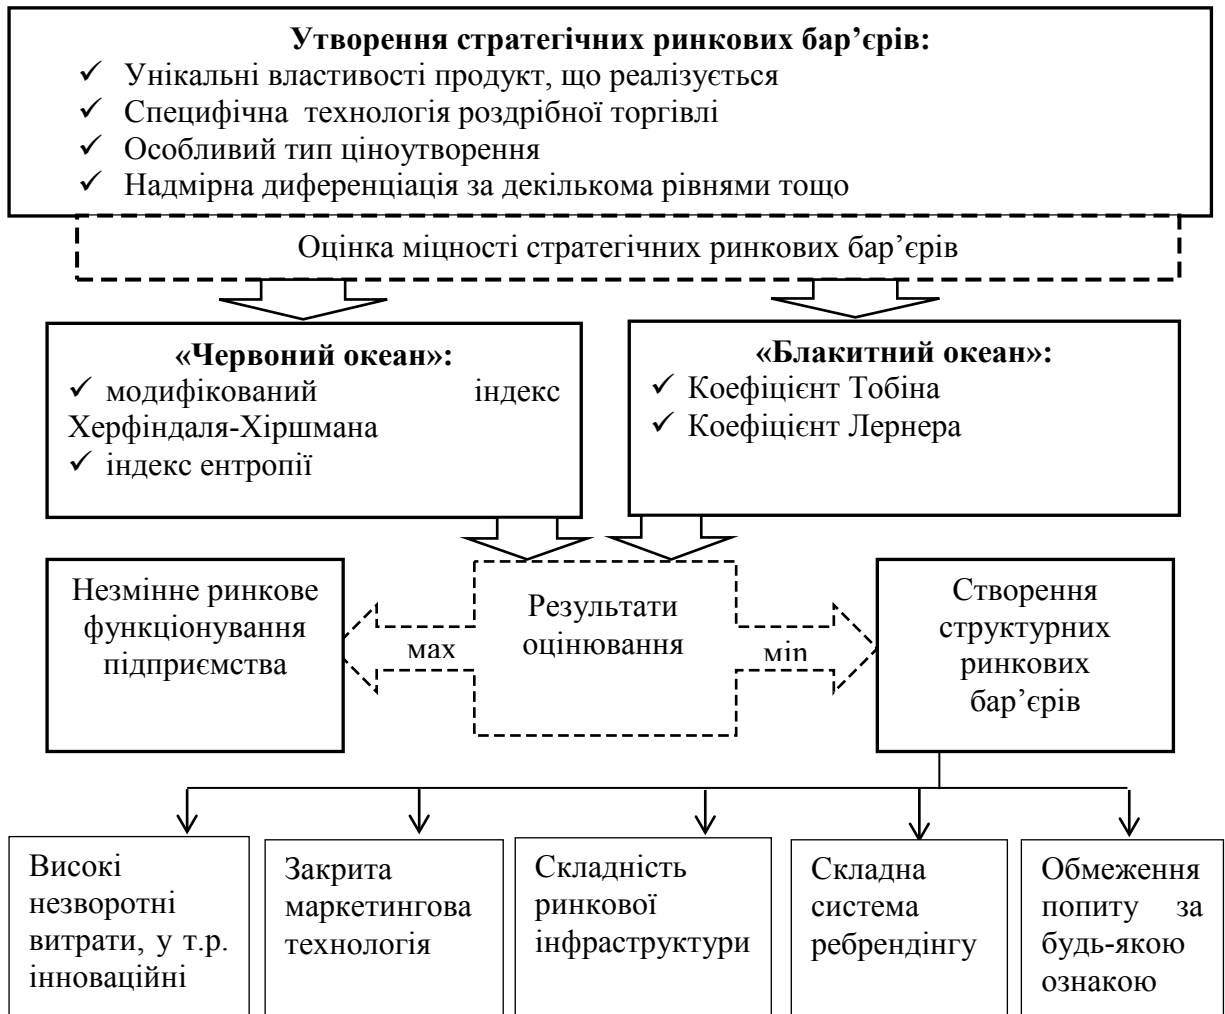 Утворення стратегічних ринкових бар’єрів:
✓ Унікальні властивості продукт, що реалізується
✓ Специфічна технологія роздрібної торгівлі
✓ Особливий тип ціноутворення
✓ Надмірна диференціація за декількома рівнями тощо
Оцінка міцності стратегічних ринкових бар’єрів
«Червоний океан»:
✓ модифікований індекс
Херфіндаля-Хіршмана
✓ індекс ентропії
«Блакитний океан»:
✓ Коефіцієнт Тобіна
✓ Коефіцієнт Лернера
Незмінне ринкове
функціонування
підприємства
мах
Результати
оцінювання
міп
Створення
структурних
ринкових
бар’єрів
Високі
незворотні
витрати, у т.р.
інноваційні
Закрита
маркетингова
технологія
Складність
ринкової
інфраструктури
Складна
система
ребрендінгу
Обмеження
попиту за
будь-якою
ознакою